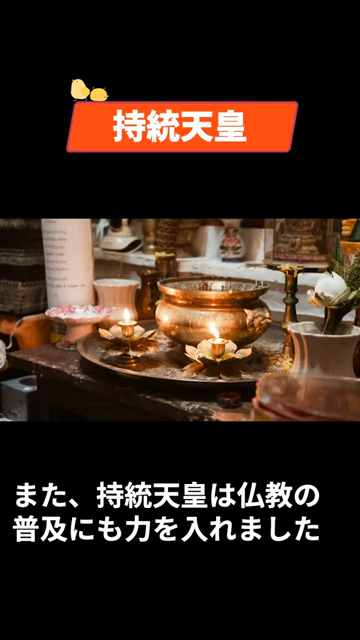 持統天皇
また、持統天皇は仏教の
普及にも力を入れました